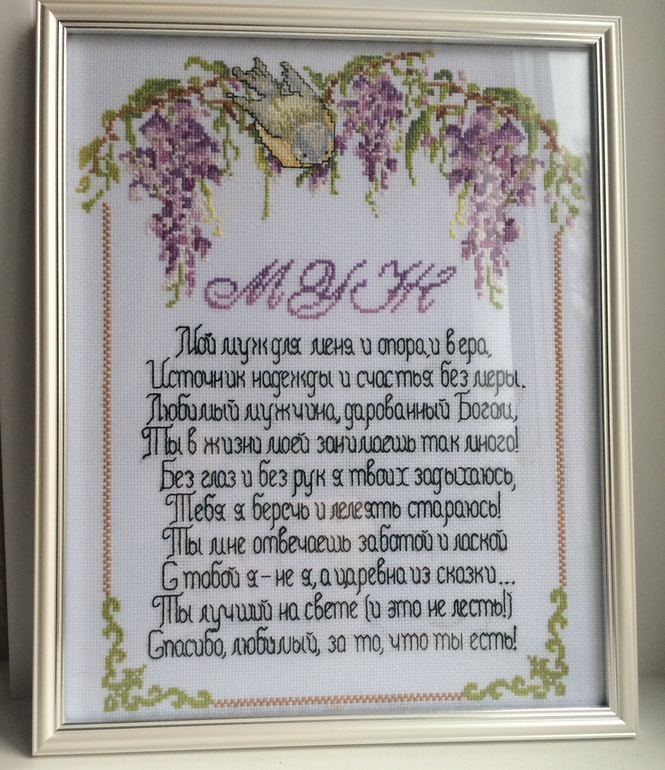 МУЖ
Мой муж для меня и опора, и вера,
Источник надежды и счастья без меры.
Любимый мужчина, дарованный Богом,
Ты в жизни моей занимаешь так много!
Без глаз и без рук я твоих задыхаюсь,
Тебя я беречь и лелеять стараюсь!
Ты мне отвечаешь заботой и лаской
С тобой я - не я, а царевна из сказки...
Ты лучший на свете (и это не лесть!)
Спасибо, любимый, за то, что ты есть!